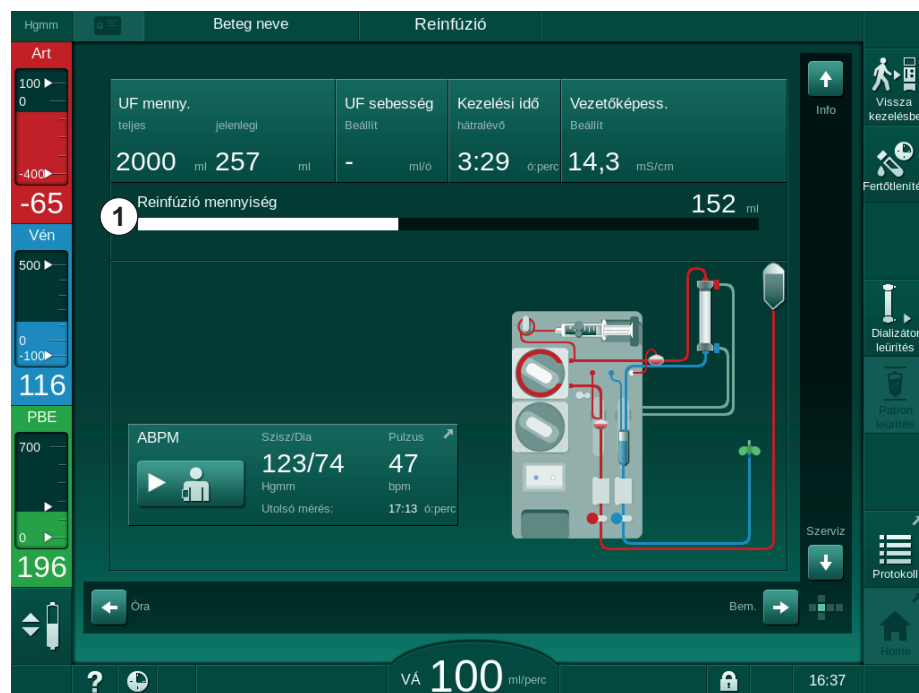 Hgmm
Beteg neve
Reinfúzió
Art
100
0
-400
-65
Vén
500
0
-100
116
PBE
700
0
196
UF menny.
teljes
jelenlegi
2000 ml 257 ml
UF sebesség
Beállít
- ml/ó
Kezelési idő
hátralévő
3:29 ó:perc
Vezetőképess.
Beállít
14,3 mS/cm
1
Reinfúzió mennyiség
152 ml
ABPM
Szisz/Dia
Pulzus
123/74
47
Hgmm
bpm
Utolsó mérés:
17:13 ó:perc
Info
Szerviz
Óra
Bem.
Vissza
kezelésbe
Fertőtleníté
Dializátor
leürítés
Patron
leürítés
Protokoll
Home
?
VÁ 100 ml/perc
16:37